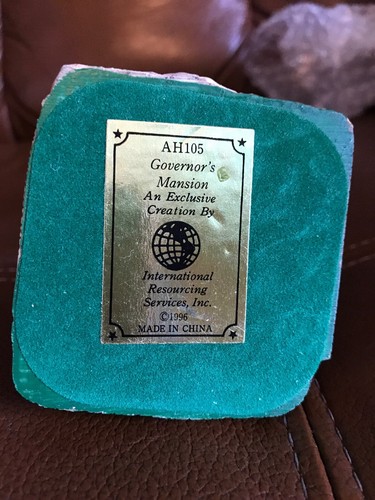 AH105
Governor's
Mansion
An Exclusive
Creation By
International
Resourcing
Services, Inc.
©1996
MADE IN CHINA